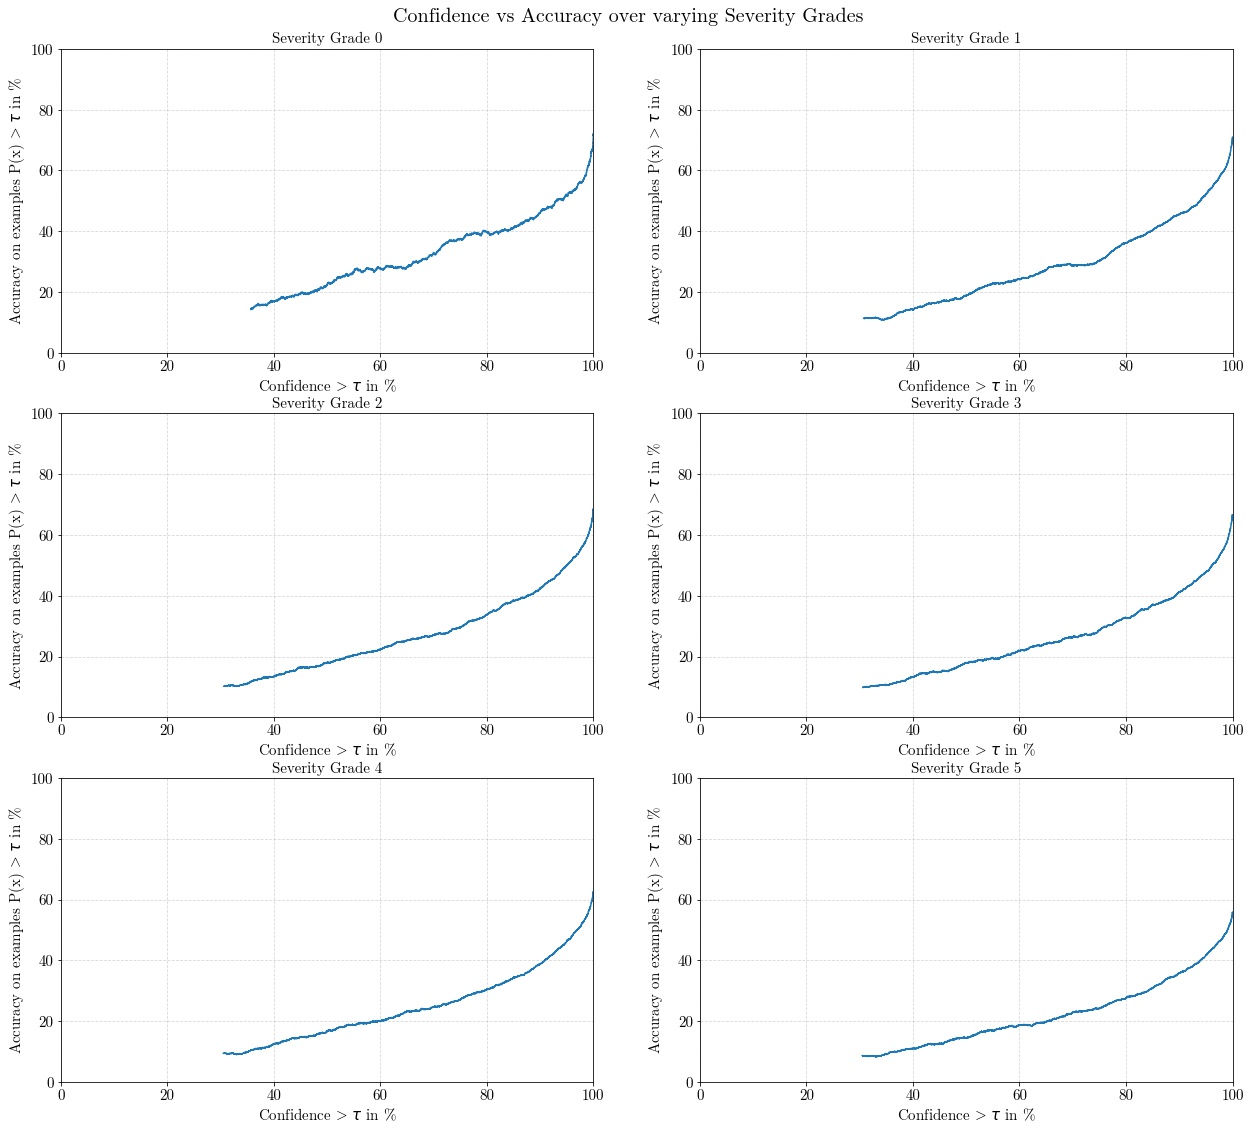 Confidence vs Accuracy over varying Severity Grades
Severity Grade 0
Accuracy on examples P(x) > τ in %
100
80
60
40
20
0
0 20 40 60 80 100
Confidence > τ in %
Severity Grade 1
Accuracy on examples P(x) > τ in %
100
80
60
40
20
0
0 20 40 60 80 100
Confidence > τ in %
Severity Grade 2
Accuracy on examples P(x) > τ in %
100
80
60
40
20
0
0 20 40 60 80 100
Confidence > τ in %
Severity Grade 3
Accuracy on examples P(x) > τ in %
100
80
60
40
20
0
0 20 40 60 80 100
Confidence > τ in %
Severity Grade 4
Accuracy on examples P(x) > τ in %
100
80
60
40
20
0
0 20 40 60 80 100
Confidence > τ in %
Severity Grade 5
Accuracy on examples P(x) > τ in %
100
80
60
40
20
0
0 20 40 60 80 100
Confidence > τ in %